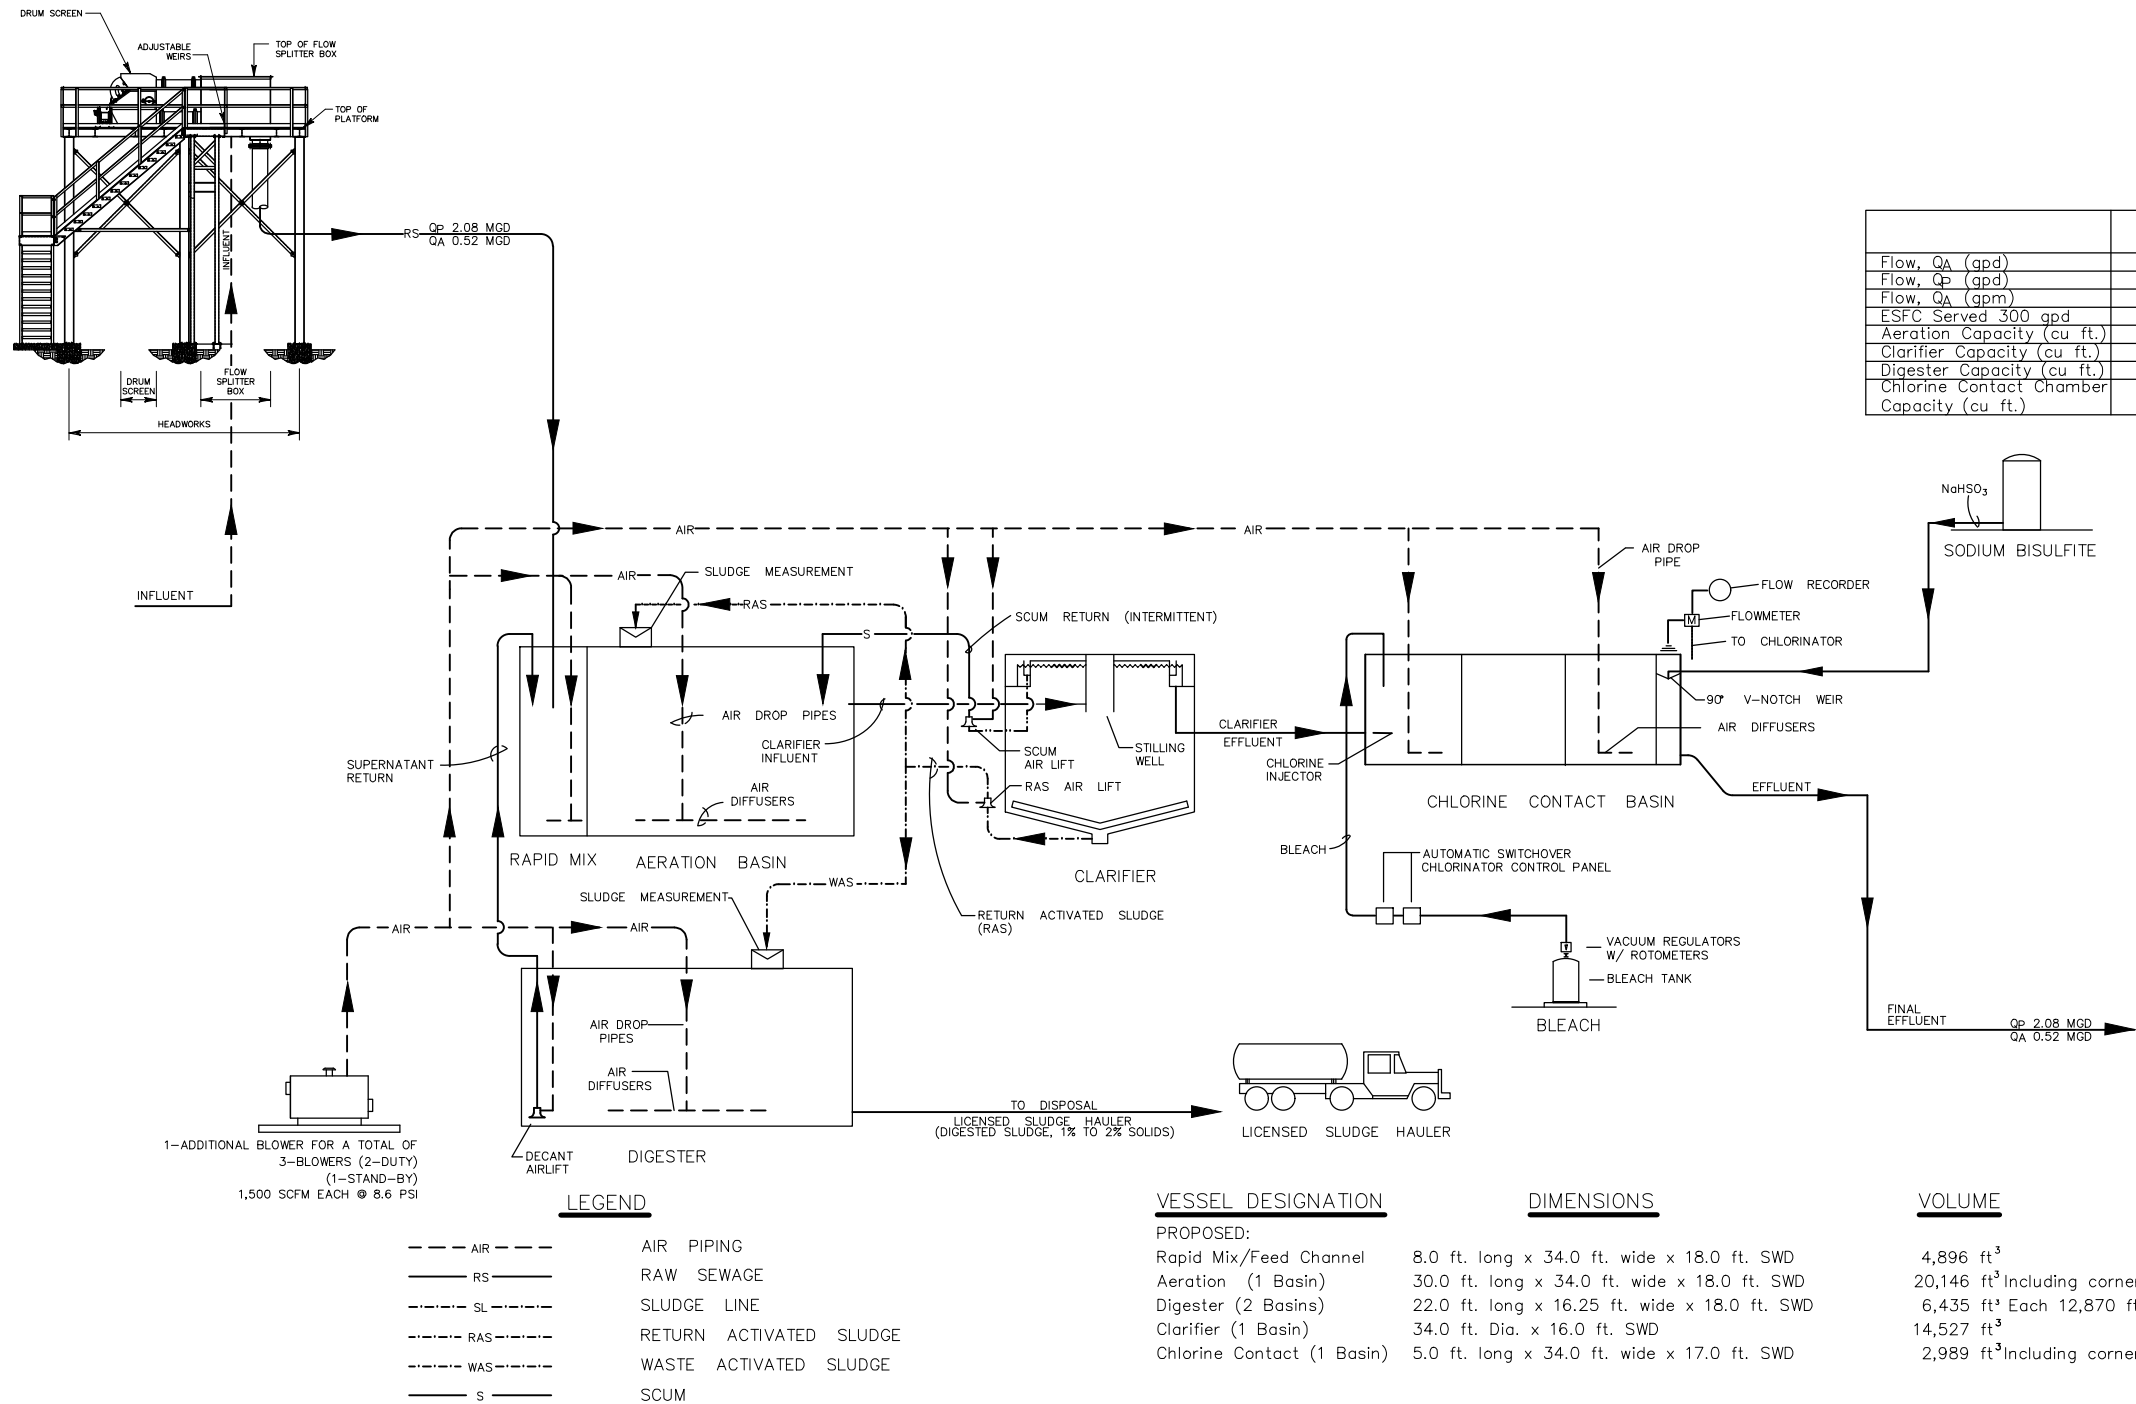 DRUM SCREEN
ADJUSTABLE
WEIRS
TOP OF FLOW
SPLITTER BOX
TOP OF
PLATFORM
INFLUENT
RS
QP 2.08 MGD
QA 0.52 MGD
DRUM
SCREEN
FLOW
SPLITTER
BOX
HEADWORKS
INFLUENT
Flow, QA (gpd)
Flow, QP (gpd)
Flow, QA (gpm)
ESFC Served 300 gpd
Aeration Capacity (cu ft.)
Clarifier Capacity (cu ft.)
Digester Capacity (cu ft.)
Chlorine Contact Chamber
Capacity (cu ft.)
NaHSO3
SODIUM BISULFITE
AIR
AIR
AIR DROP
PIPE
AIR
SLUDGE MEASUREMENT
RAS
S
SCUM RETURN (INTERMITTENT)
FLOW RECORDER
M
FLOWMETER
TO CHLORINATOR
90° V-NOTCH WEIR
AIR DIFFUSERS
AIR DROP PIPES
CLARIFIER
INFLUENT
SUPERNATANT
RETURN
AIR
DIFFUSERS
SCUM
AIR LIFT
RAS AIR LIFT
STILLING
WELL
CLARIFIER
EFFLUENT
CHLORINE
INJECTOR
EFFLUENT
CHLORINE CONTACT BASIN
RAPID MIX
AERATION BASIN
CLARIFIER
BLEACH
AUTOMATIC SWITCHOVER
CHLORINATOR CONTROL PANEL
WAS
SLUDGE MEASUREMENT
RETURN ACTIVATED SLUDGE
(RAS)
AIR
AIR
VACUUM REGULATORS
W/ ROTOMETERS
BLEACH TANK
BLEACH
FINAL
EFFLUENT
QP 2.08 MGD
QA 0.52 MGD
AIR DROP
PIPES
AIR
DIFFUSERS
TO DISPOSAL
LICENSED SLUDGE HAULER
(DIGESTED SLUDGE, 1% TO 2% SOLIDS)
LICENSED SLUDGE HAULER
1-ADDITIONAL BLOWER FOR A TOTAL OF
3-BLOWERS (2-DUTY)
(1-STAND-BY)
1,500 SCFM EACH @ 8.6 PSI
DECANT
AIRLIFT
DIGESTER
LEGEND
AIR AIR PIPING
RS RAW SEWAGE
SL SLUDGE LINE
RAS RETURN ACTIVATED SLUDGE
WAS WASTE ACTIVATED SLUDGE
S SCUM
VESSEL DESIGNATION DIMENSIONS VOLUME
PROPOSED:
Rapid Mix/Feed Channel 8.0 ft. long x 34.0 ft. wide x 18.0 ft. SWD 4,896 ft³
Aeration (1 Basin) 30.0 ft. long x 34.0 ft. wide x 18.0 ft. SWD 20,146 ft³ Including corner
Digester (2 Basins) 22.0 ft. long x 16.25 ft. wide x 18.0 ft. SWD 6,435 ft³ Each 12,870 ft
Clarifier (1 Basin) 34.0 ft. Dia. x 16.0 ft. SWD 14,527 ft³
Chlorine Contact (1 Basin) 5.0 ft. long x 34.0 ft. wide x 17.0 ft. SWD 2,989 ft³ Including corner